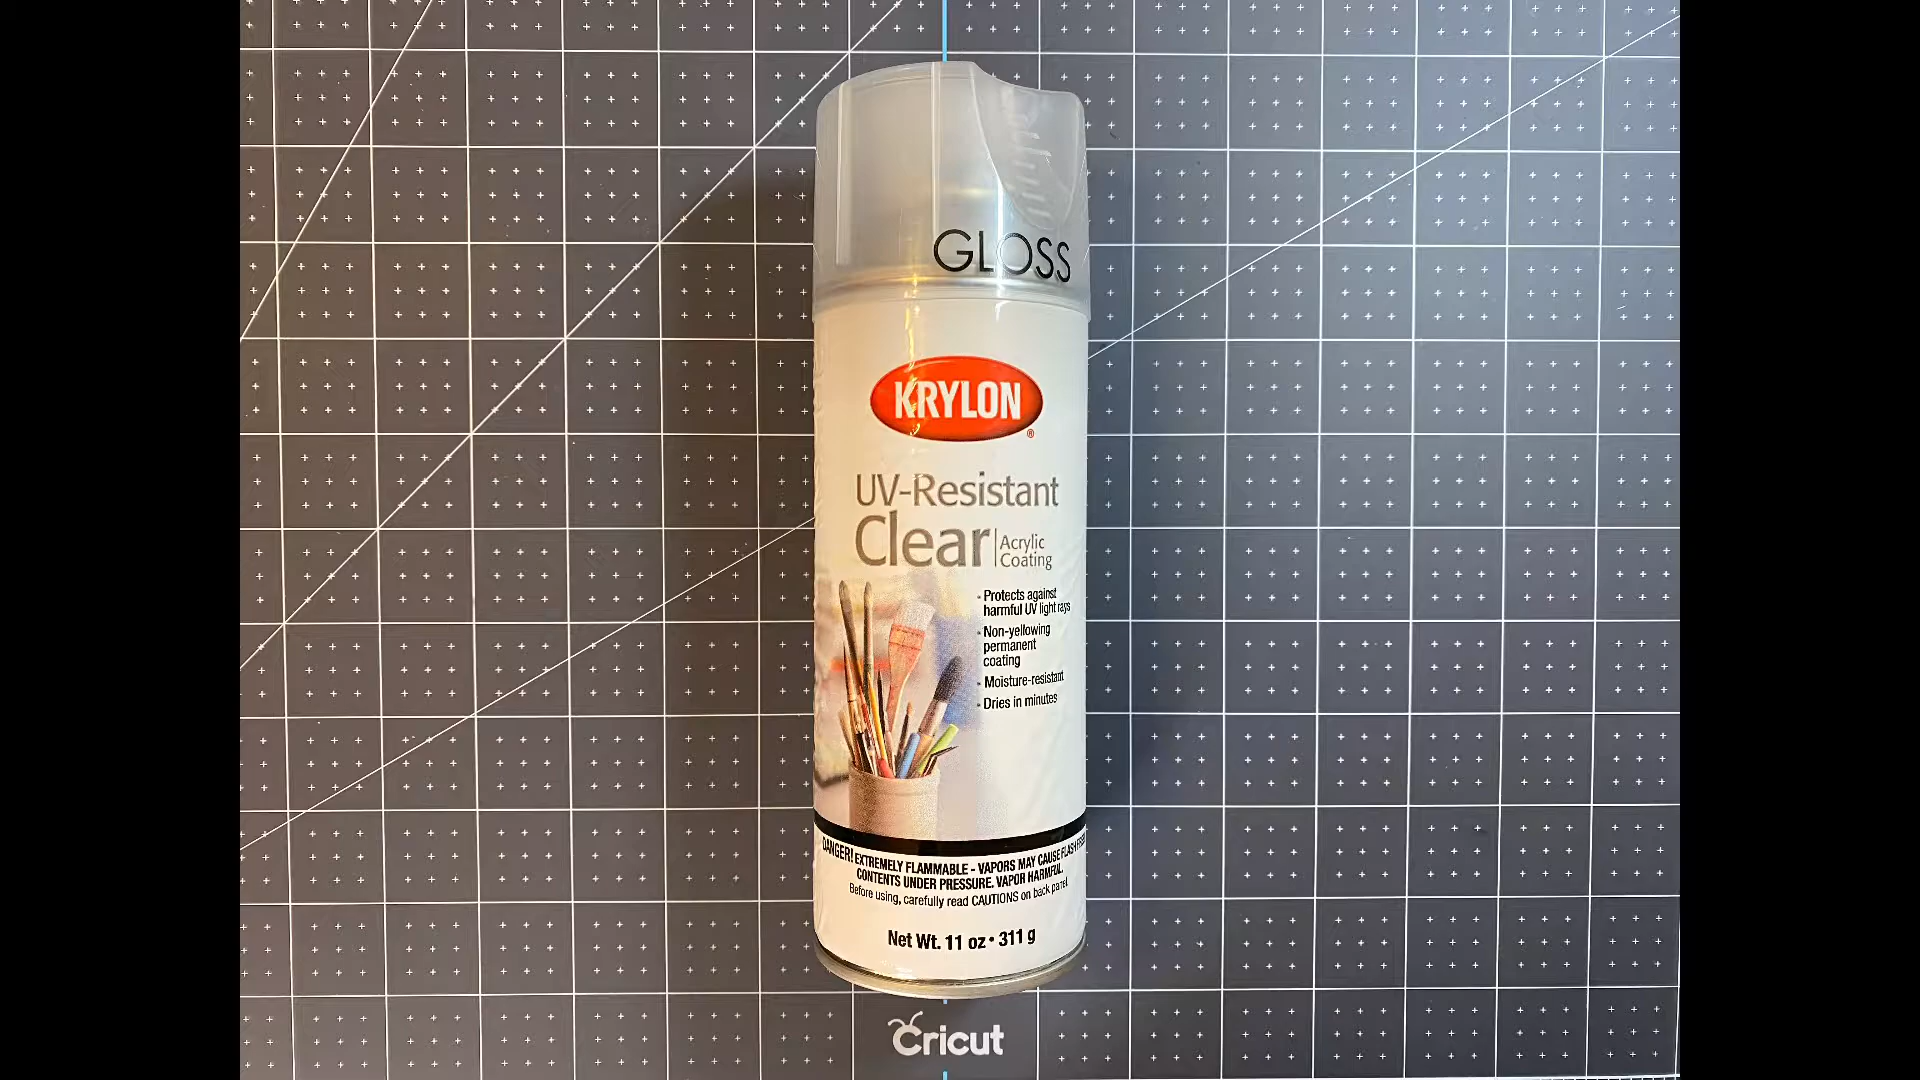 GLOSS
KRYLON®
UV-Resistant
Clear
Acrylic
Coating
- Protects against
harmful UV light rays
- Non-yellowing
permanent
coating
- Moisture-resistant
- Dries in minutes
DANGER! EXTREMELY FLAMMABLE - VAPORS MAY CAUSE FLASH
CONTENTS UNDER PRESSURE. VAPOR HARMFUL.
Before using, carefully read CAUTIONS on back panel.
Net Wt. 11 oz • 311 g
Cricut